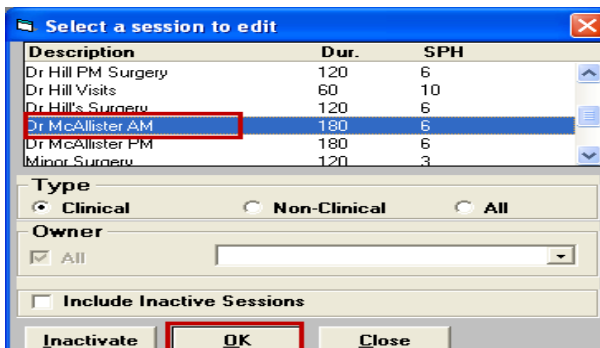 Select a session to edit
Description Dur. SPH
Dr Hill PM Surgery 120 6
Dr Hill Visits 60 10
Dr Hill's Surgery 120 6
Dr McAllister AM 180 6
Dr McAllister PM 180 6
Minor Surgery 120 3
Type
Clinical Non-Clinical All
Owner
All
Include Inactive Sessions
Inactivate OK Close